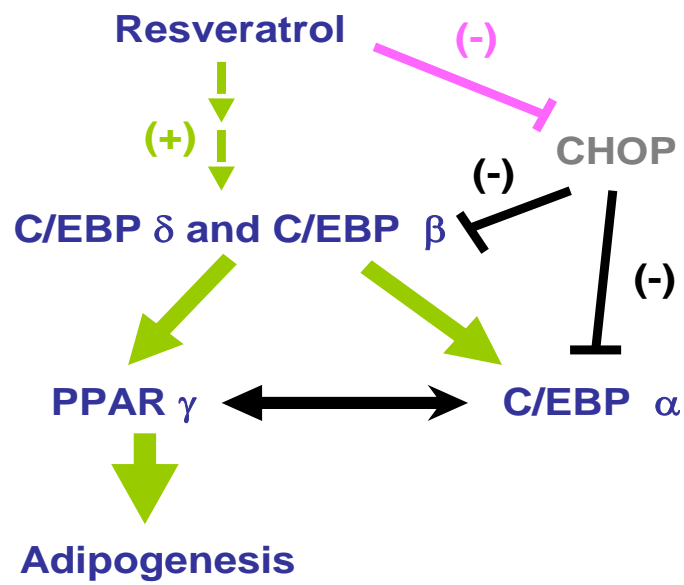 Resveratrol
(-)
(+)
CHOP
(-)
C/EBP δ and C/EBP β
(-)
PPAR γ
C/EBP α
Adipogenesis